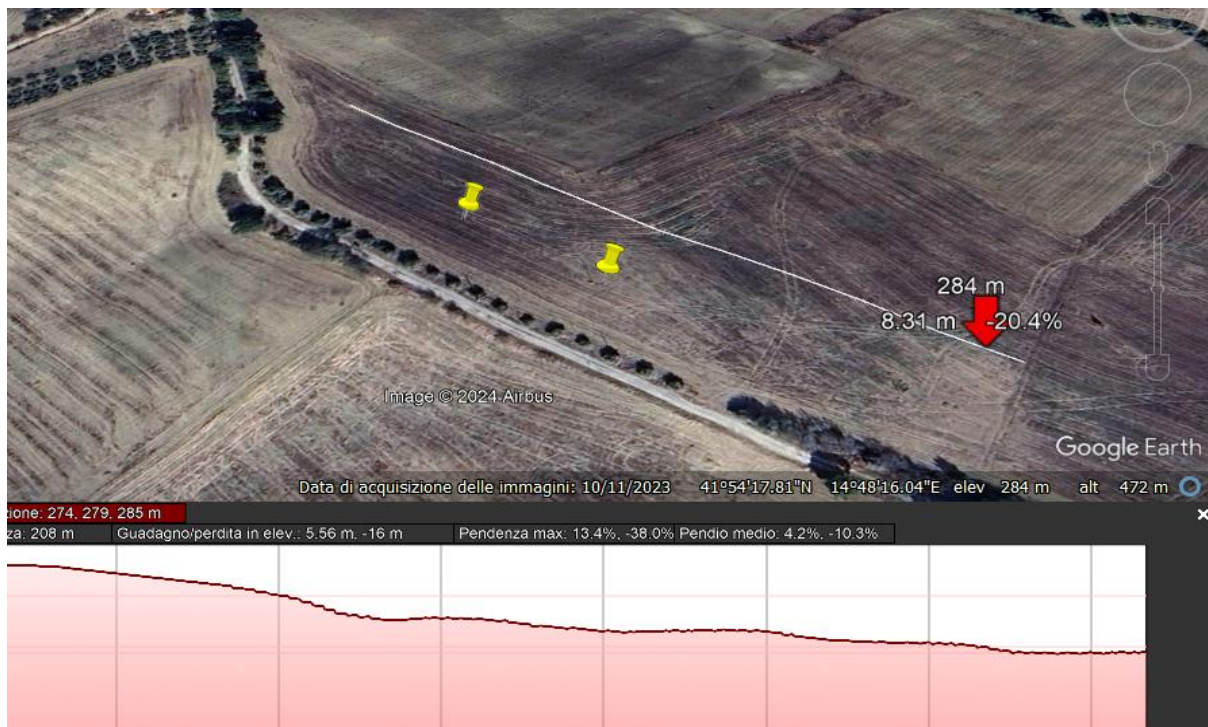 284 m
8.31 m -20.4%
Image © 2024 Airbus
Google Earth
Data di acquisizione delle immagini: 10/11/2023 41°54'17.81"N 14°48'16.04"E elev 284 m alt 472 m
zione: 274, 279, 285 m
za: 208 m Guadagno/perdita in elev.: 5.56 m, -16 m Pendenza max: 13.4%, -38.0% Pendio medio: 4.2%, -10.3%